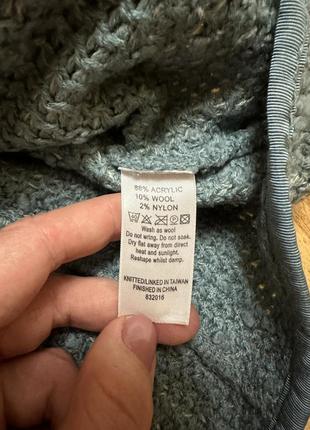 88% ACRYLIC
10% WOOL
2% NYLON
Wash as wool
Do not wring. Do not soak.
Dry flat away from direct
heat and sunlight.
Reshape whilst damp.
KNITTED/LINKED IN TAIWAN
FINISHED IN CHINA
832016